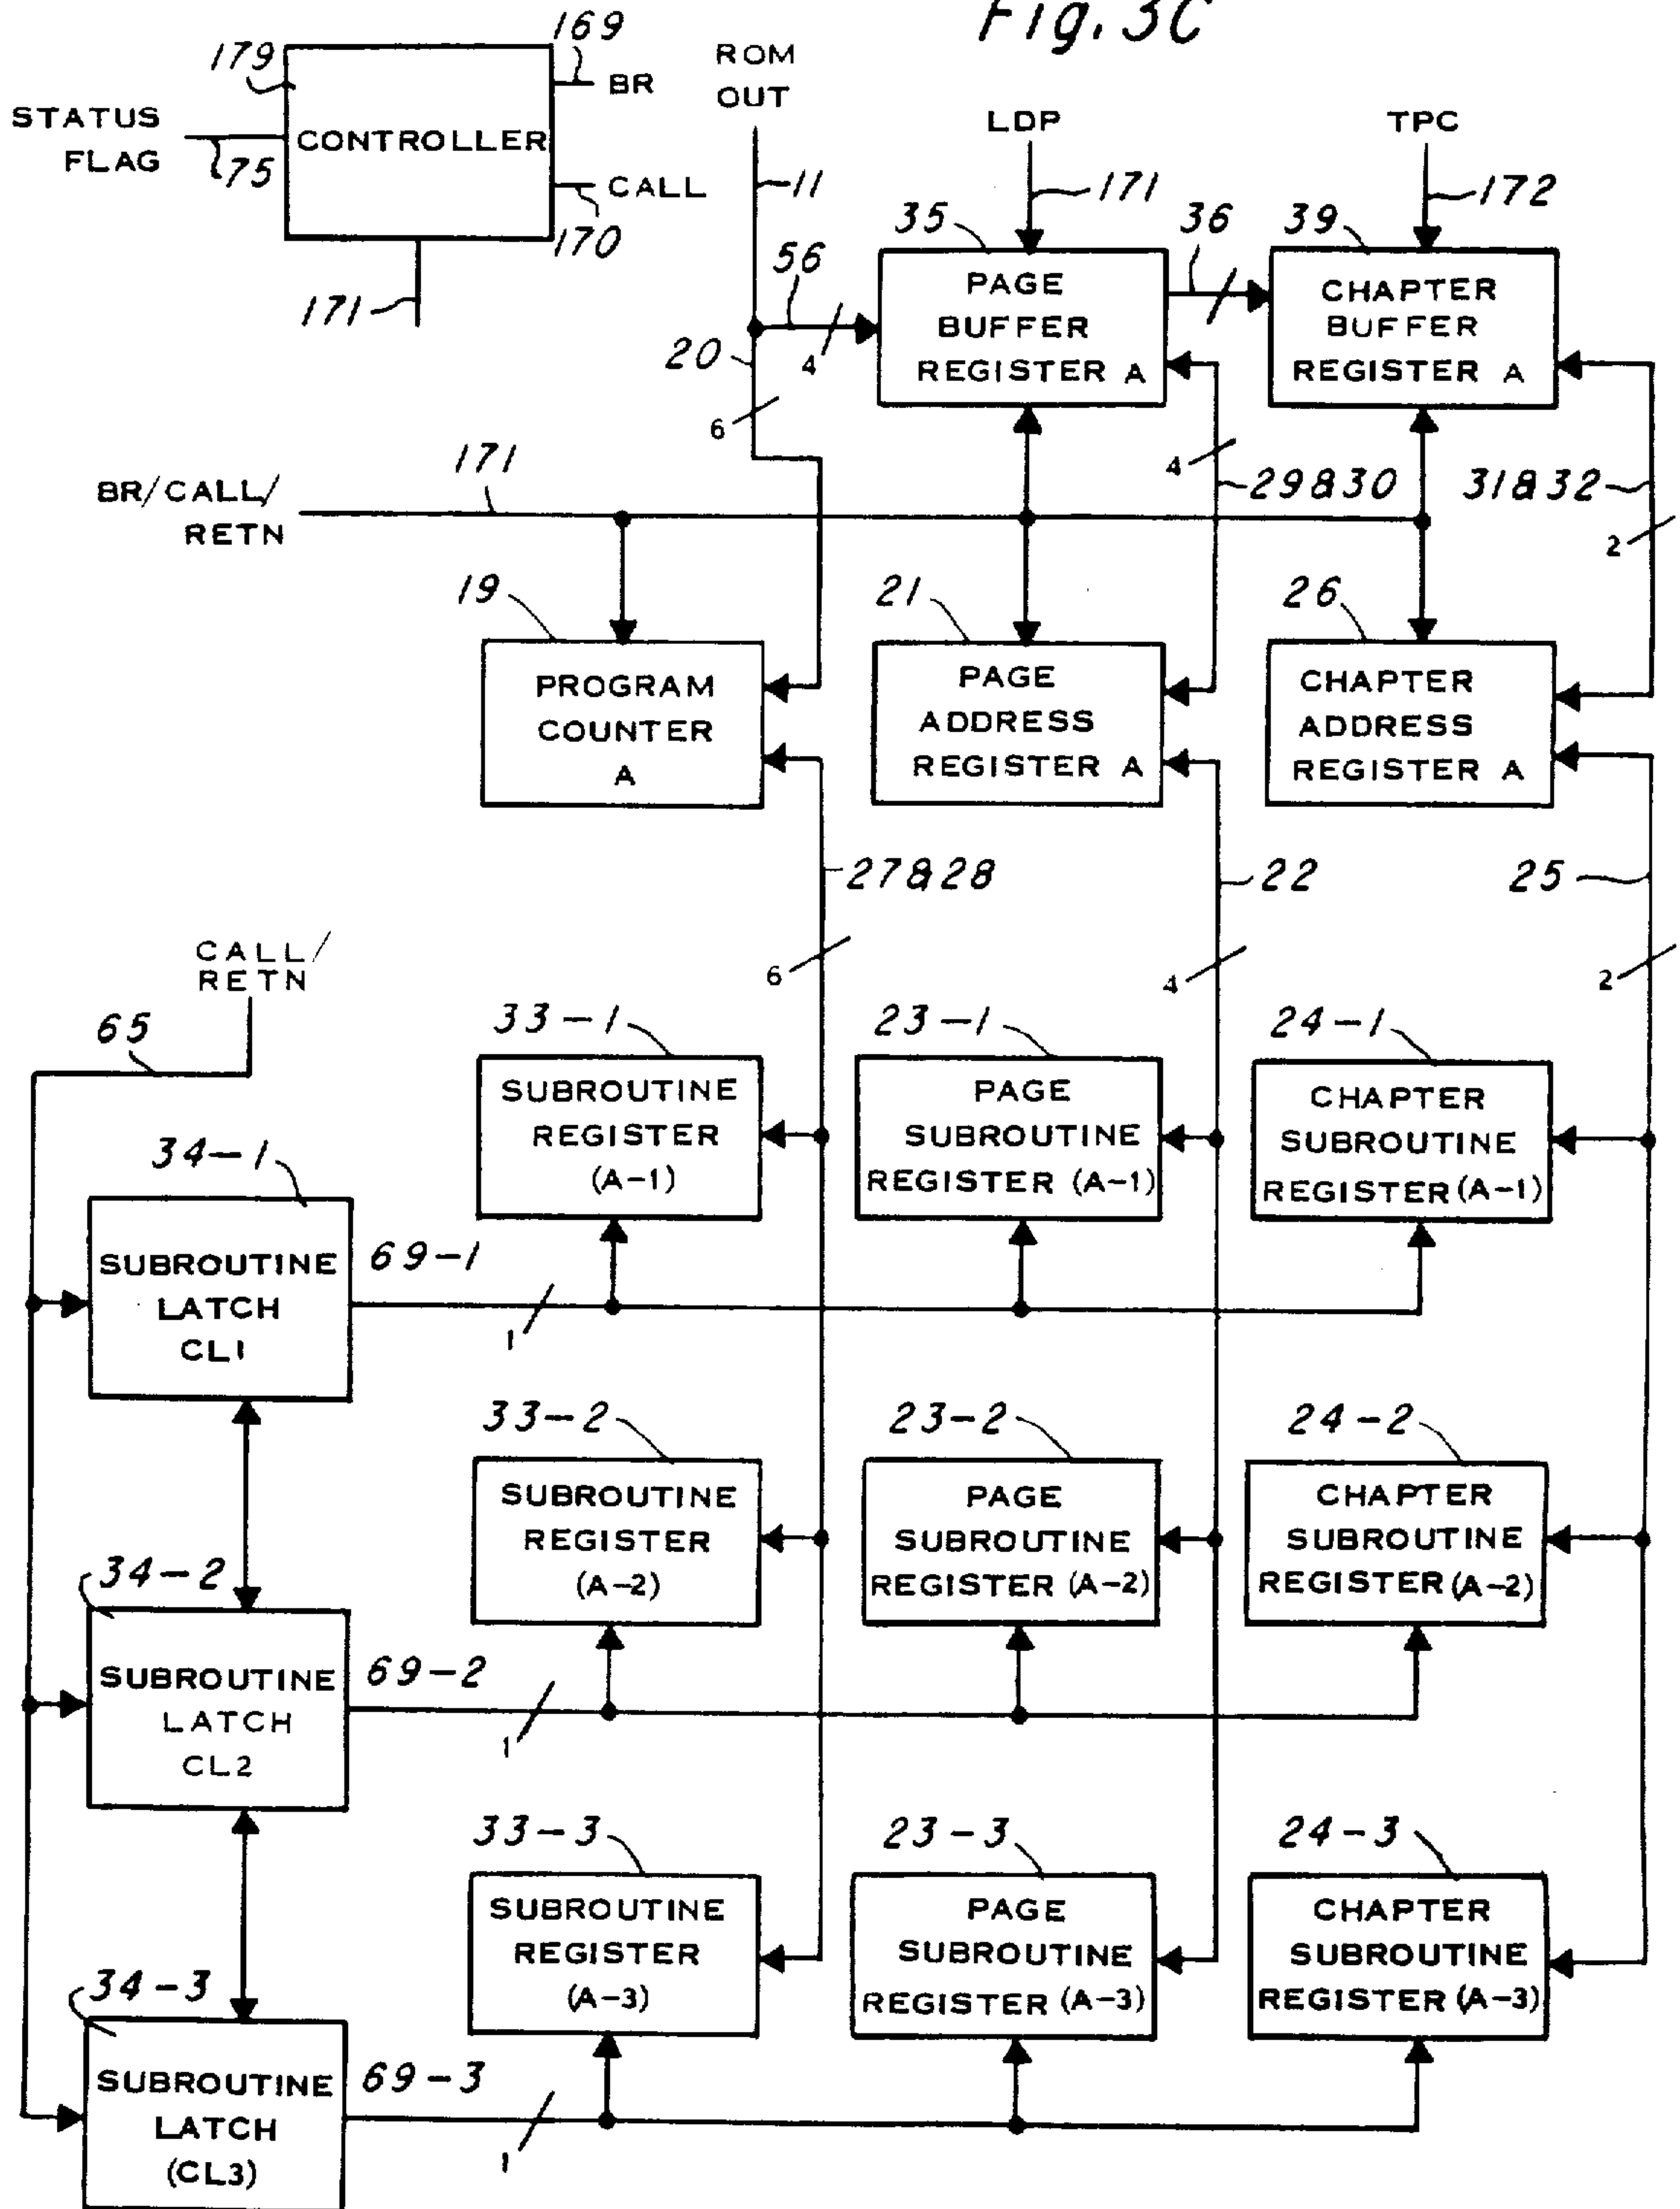 Fig. 3C
179
169
BR
STATUS
FLAG
75
CONTROLLER
CALL
170
171
ROM
OUT
11
LDP
171
TPC
172
35
36
39
56
4
20
6
PAGE
BUFFER
REGISTER A
CHAPTER
BUFFER
REGISTER A
4
29&30
31&32
2
BR/CALL/
RETN
171
19
21
26
PROGRAM
COUNTER
A
PAGE
ADDRESS
REGISTER A
CHAPTER
ADDRESS
REGISTER A
27&28
22
25
6
4
2
CALL/
RETN
65
33-1
23-1
24-1
SUBROUTINE
REGISTER
(A-1)
PAGE
SUBROUTINE
REGISTER (A-1)
CHAPTER
SUBROUTINE
REGISTER (A-1)
34-1
SUBROUTINE
LATCH
CL1
69-1
1
33-2
23-2
24-2
SUBROUTINE
REGISTER
(A-2)
PAGE
SUBROUTINE
REGISTER (A-2)
CHAPTER
SUBROUTINE
REGISTER (A-2)
34-2
SUBROUTINE
LATCH
CL2
69-2
1
33-3
23-3
24-3
SUBROUTINE
REGISTER
(A-3)
PAGE
SUBROUTINE
REGISTER (A-3)
CHAPTER
SUBROUTINE
REGISTER (A-3)
34-3
SUBROUTINE
LATCH
(CL3)
69-3
1